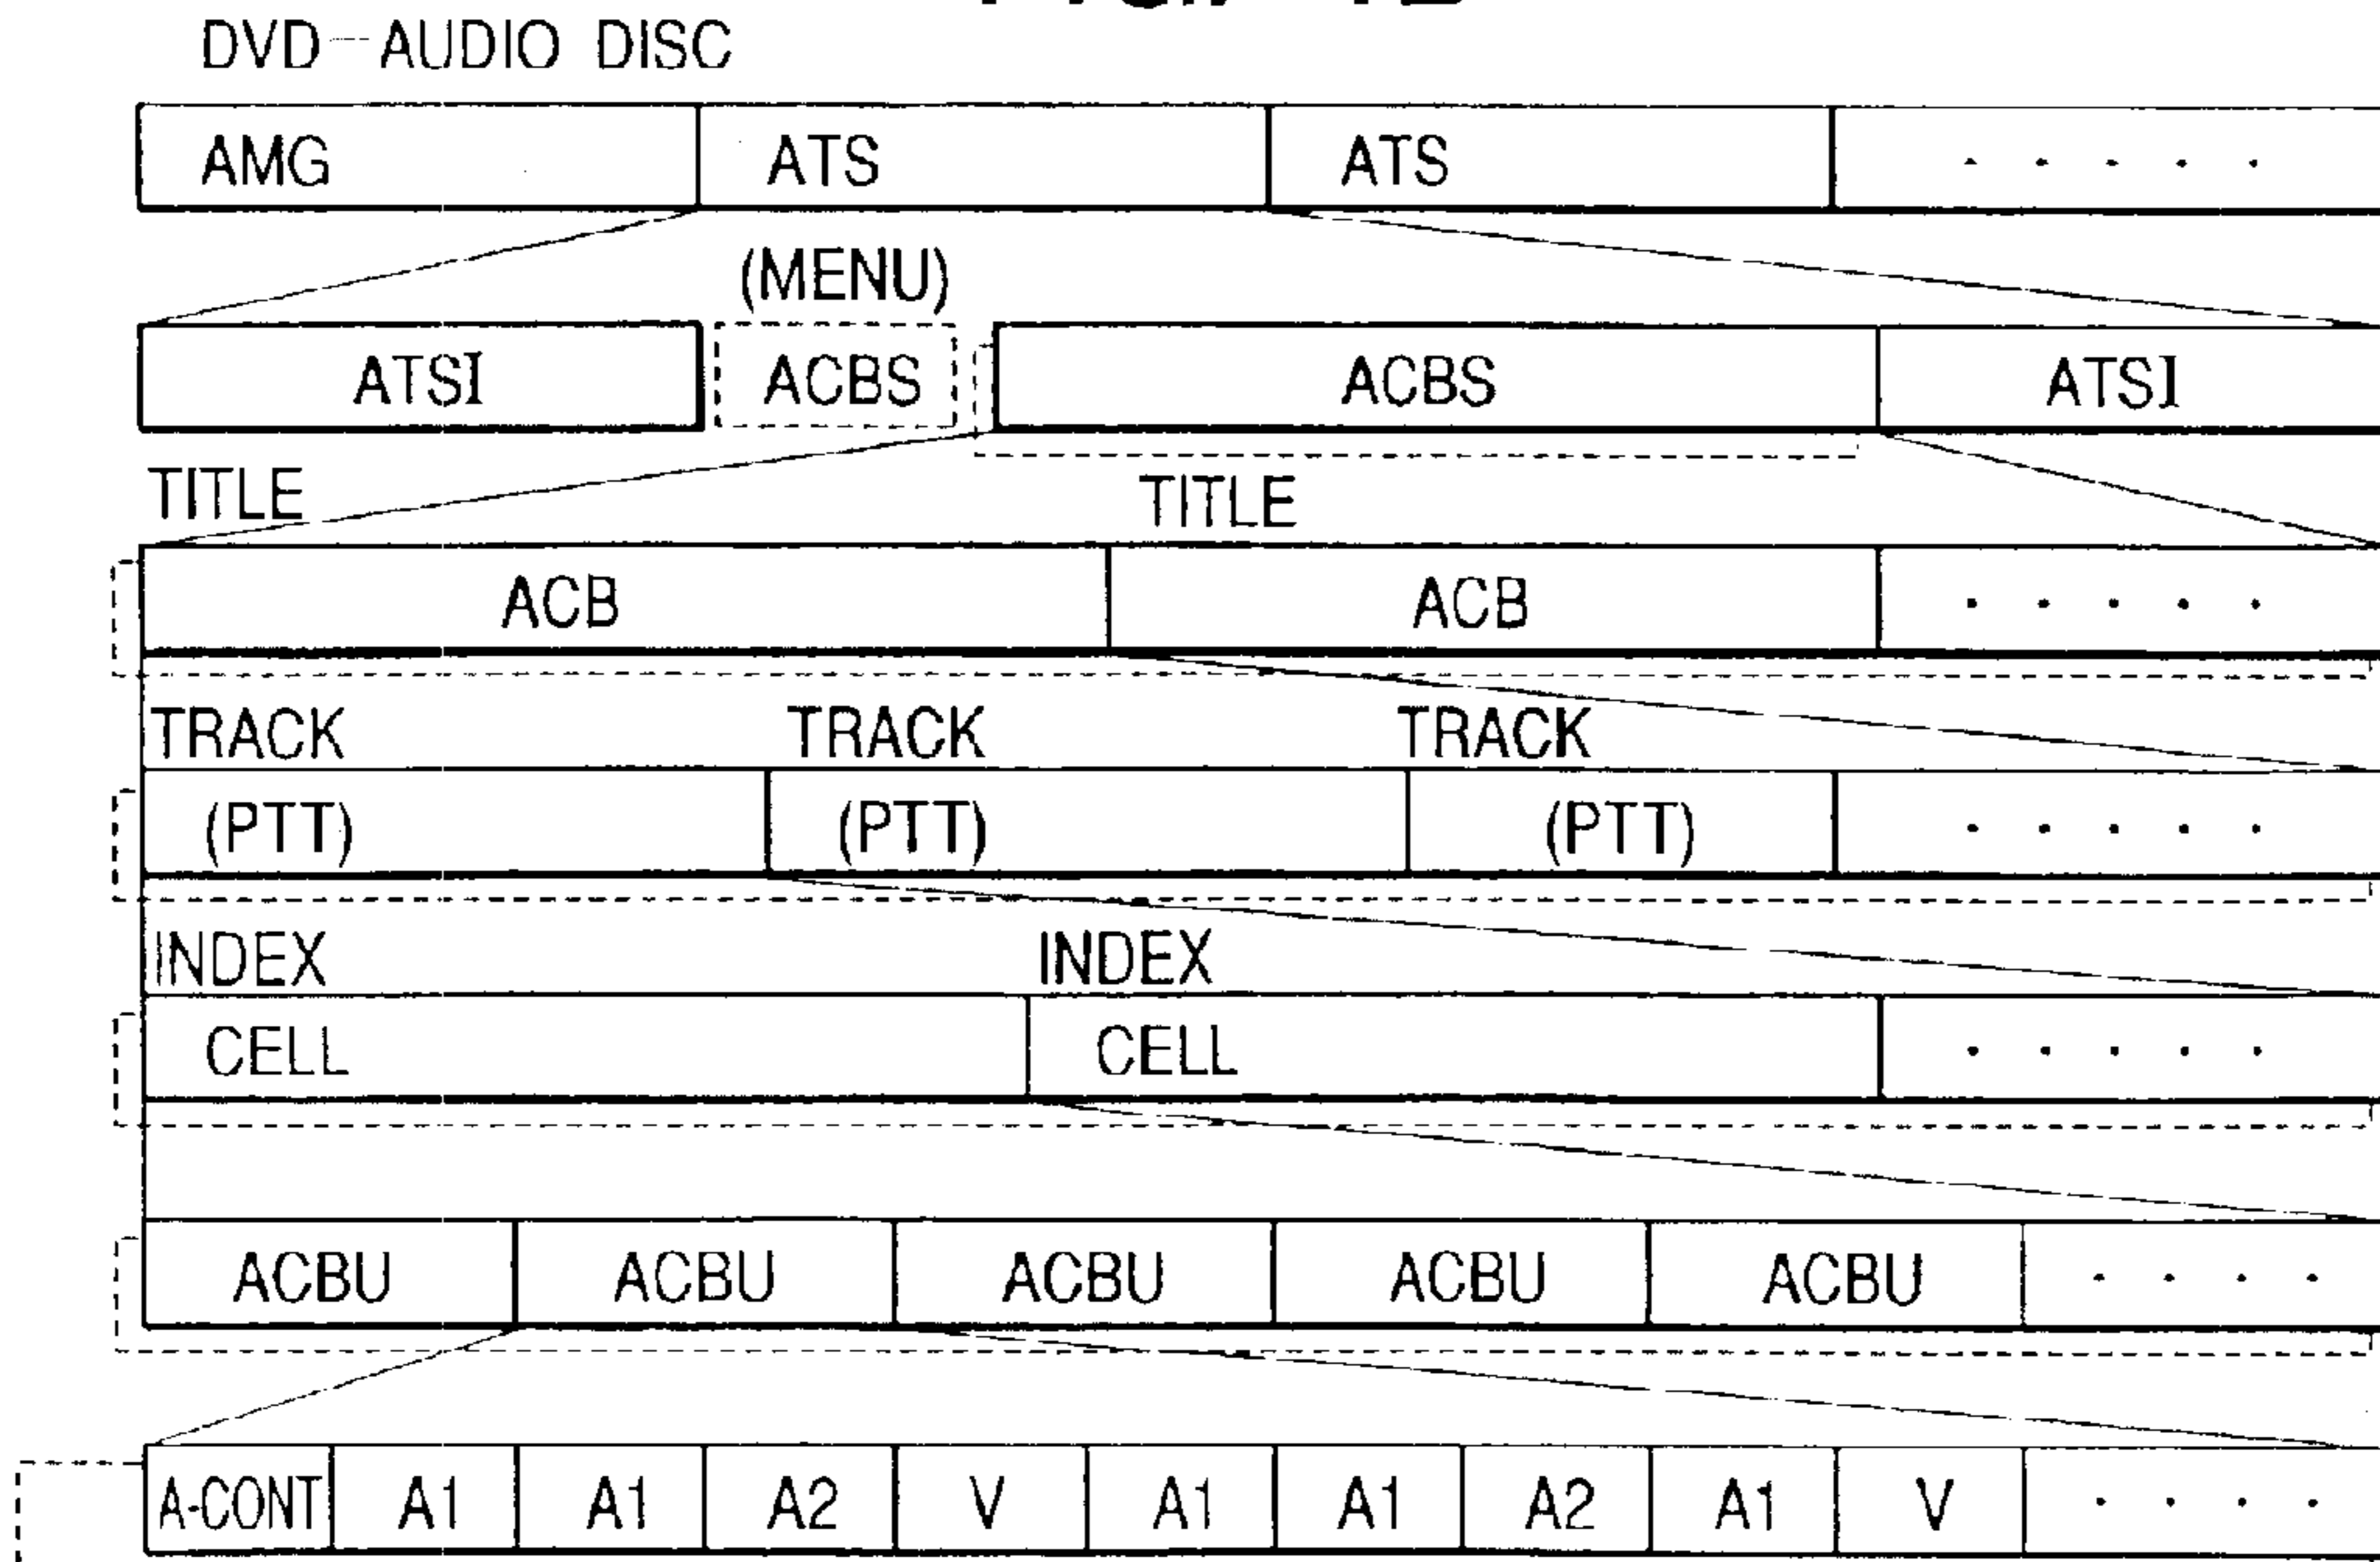 DVD-AUDIO DISC
AMG ATS ATS · · · · ·
(MENU)
ATSI ACBS ACBS ATSI
TITLE TITLE
ACB ACB · · · · ·
TRACK TRACK TRACK
(PTT) (PTT) (PTT) · · · · ·
INDEX INDEX
CELL CELL · · · · ·
ACBU ACBU ACBU ACBU ACBU · · · ·
A-CONT A1 A1 A2 V A1 A1 A2 A1 V · · · ·